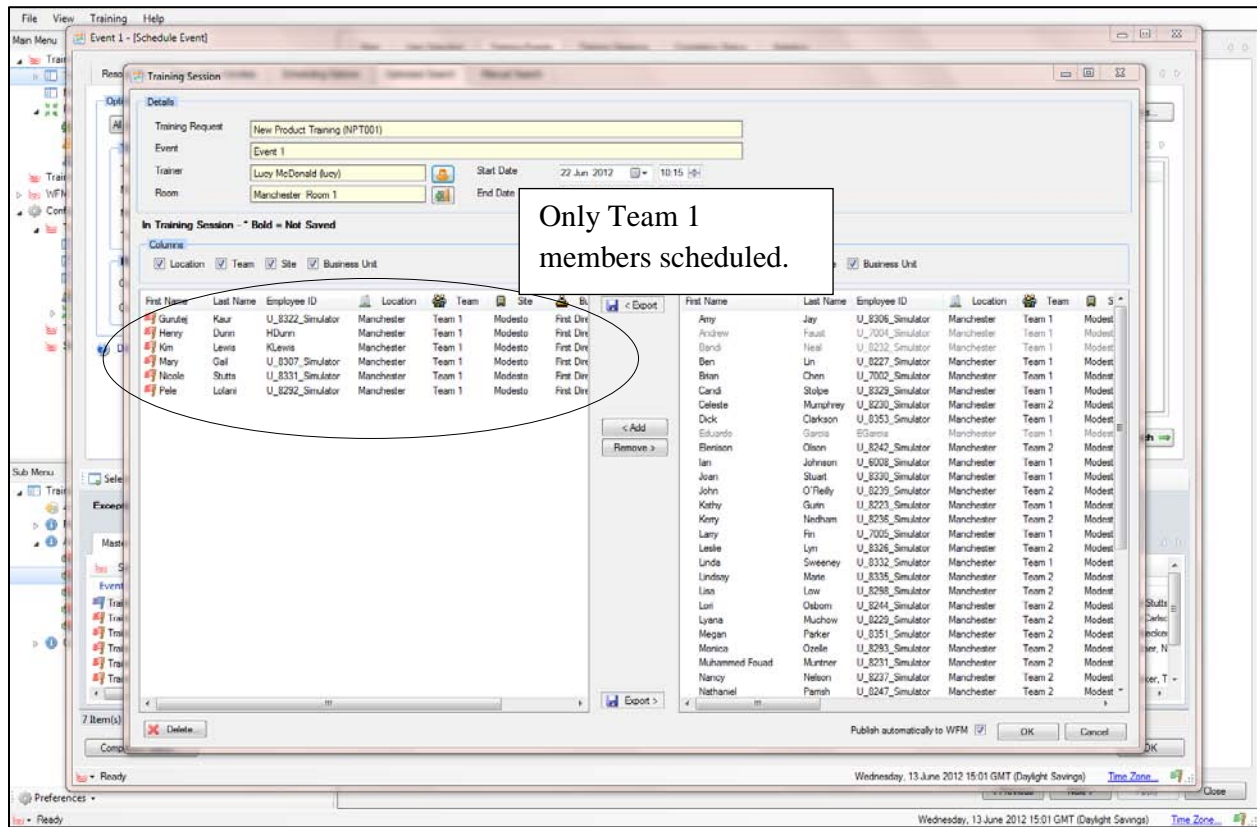 File View Training Help
Main Menu
Event 1 - [Schedule Event]
Training Session
Details
Training Request New Product Training (NPT001)
Event Event 1
Trainer Lucy McDonald (lucy) Start Date 22 Jun 2012 10:15
Room Manchester Room 1 End Date
Only Team 1
members scheduled.
In Training Session - * Bold = Not Saved
Columns
Location Team Site Business Unit
Business Unit
First Name Last Name Employee ID Location Team Site
Gurutej Kaur U_8322_Simulator Manchester Team 1 Modesto First Dire
Henry Dunn HDunn Manchester Team 1 Modesto First Dire
Kim Lewis KLewis Manchester Team 1 Modesto First Dire
Mary Gail U_8307_Simulator Manchester Team 1 Modesto First Dire
Nicole Stutts U_8331_Simulator Manchester Team 1 Modesto First Dire
Pele Lolani U_8292_Simulator Manchester Team 1 Modesto First Dire
< Export
< Add
Remove >
Export >
First Name Last Name Employee ID Location Team S
Amy Jay U_8306_Simulator Manchester Team 1 Modest
Andrew Faust U_7004_Simulator Manchester Team 1 Modest
Bandi Neal U_8232_Simulator Manchester Team 1 Modest
Ben Lin U_8227_Simulator Manchester Team 1 Modest
Brian Chen U_7002_Simulator Manchester Team 1 Modest
Candi Stolpe U_8329_Simulator Manchester Team 1 Modest
Celeste Mumphrey U_8230_Simulator Manchester Team 2 Modest
Dick Clarkson U_8353_Simulator Manchester Team 1 Modest
Eduardo Garcia EGarcia Manchester Team 1 Modest
Elennison Olson U_8242_Simulator Manchester Team 2 Modest
Ian Johnson U_6008_Simulator Manchester Team 1 Modest
Joan Stuart U_8330_Simulator Manchester Team 1 Modest
John O'Reilly U_8239_Simulator Manchester Team 2 Modest
Kathy Gurin U_8223_Simulator Manchester Team 1 Modest
Kerry Nedham U_8236_Simulator Manchester Team 2 Modest
Larry Fin U_7005_Simulator Manchester Team 1 Modest
Leslie Lyn U_8326_Simulator Manchester Team 2 Modest
Linda Sweeney U_8332_Simulator Manchester Team 1 Modest
Lindsay Marie U_8335_Simulator Manchester Team 2 Modest
Lisa Low U_8298_Simulator Manchester Team 2 Modest
Lori Osborn U_8244_Simulator Manchester Team 2 Modest
Lyana Muchow U_8229_Simulator Manchester Team 2 Modest
Megan Parker U_8351_Simulator Manchester Team 2 Modest
Monica Ozelle U_8293_Simulator Manchester Team 2 Modest
Muhammed Fouad Muntner U_8231_Simulator Manchester Team 2 Modest
Nancy Nelson U_8237_Simulator Manchester Team 2 Modest
Nathaniel Parrish U_8247_Simulator Manchester Team 2 Modest
Delete...
Publish automatically to WFM OK Cancel
Sub Menu
7 Item(s)
Ready Wednesday, 13 June 2012 15:01 GMT (Daylight Savings) Time Zone...
Preferences Close
Ready Wednesday, 13 June 2012 15:01 GMT (Daylight Savings) Time Zone...